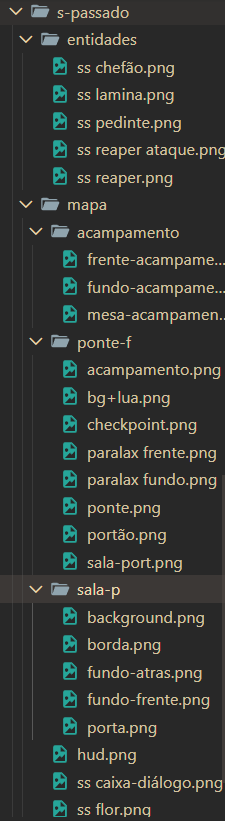 s-passado
entidades
ss chefão.png
ss lamina.png
ss pedinte.png
ss reaper ataque.png
ss reaper.png
mapa
acampamento
frente-acampame...
fundo-acampame...
mesa-acampamen...
ponte-f
acampamento.png
bg+lua.png
checkpoint.png
paralax frente.png
paralax fundo.png
ponte.png
portão.png
sala-port.png
sala-p
background.png
borda.png
fundo-atras.png
fundo-frente.png
porta.png
hud.png
ss caixa-diálogo.png
ss flor.png